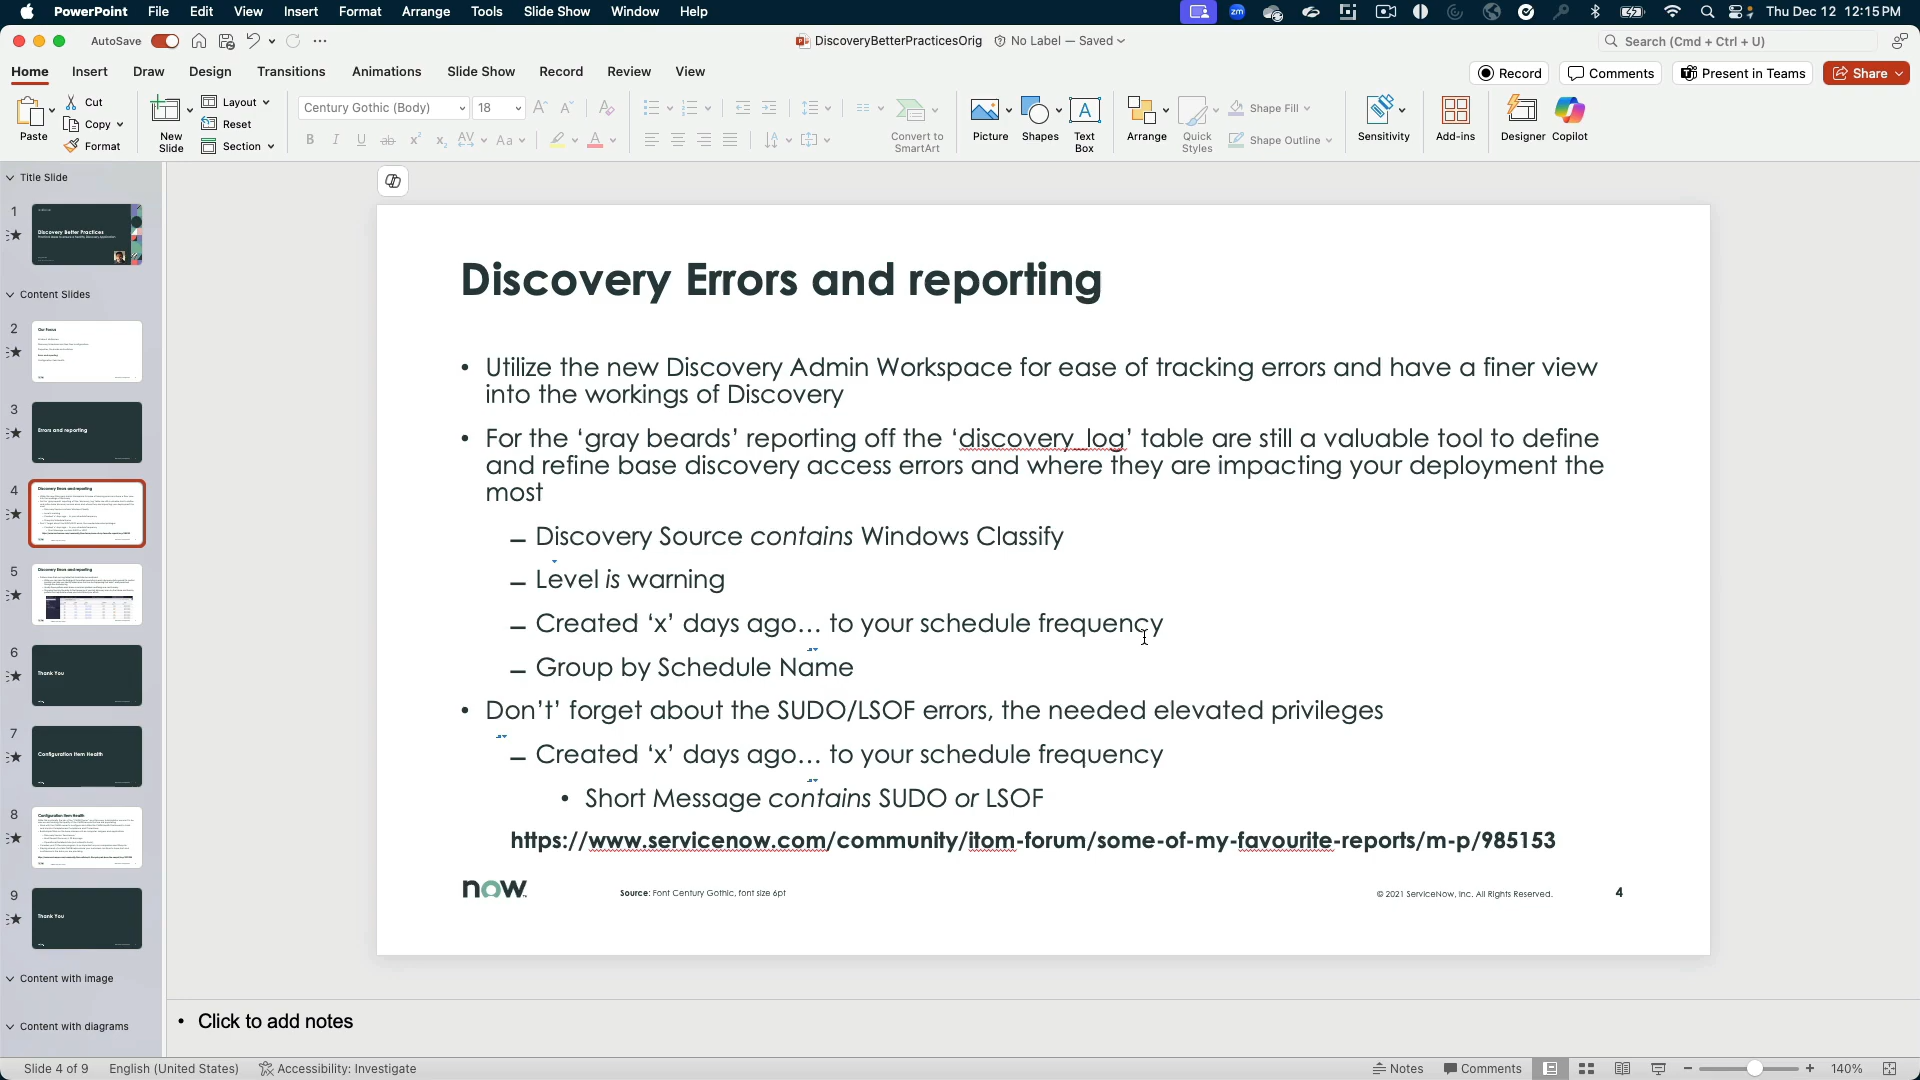 PowerPoint File Edit View Insert Format Arrange Tools Slide Show Window Help
zm
Thu Dec 12 12:15 PM
AutoSave
DiscoveryBetterPracticesOrig
No Label — Saved
Search (Cmd + Ctrl + U)
Home Insert Draw Design Transitions Animations Slide Show Record Review View
Record Comments Present in Teams Share
Paste
Cut
Copy
Format
New Slide
Layout
Reset
Section
Century Gothic (Body)
18
Convert to SmartArt
Picture
Shapes
Text Box
Arrange
Quick Styles
Shape Fill
Shape Outline
Sensitivity
Add-ins
Designer
Copilot
Title Slide
1
Discovery Better Practices
Content Slides
2
Our Focus
3
Errors and reporting
4
Discovery Errors and reporting
5
Discovery Errors and reporting
6
Thank You
7
Configuration Item Health
8
Configuration Item Health
9
Thank You
Content with image
Content with diagrams
Discovery Errors and reporting
• Utilize the new Discovery Admin Workspace for ease of tracking errors and have a finer view
into the workings of Discovery
• For the ‘gray beards’ reporting off the ‘discovery_log’ table are still a valuable tool to define
and refine base discovery access errors and where they are impacting your deployment the
most
– Discovery Source contains Windows Classify
– Level is warning
– Created ‘x’ days ago… to your schedule frequency
– Group by Schedule Name
• Don’t’ forget about the SUDO/LSOF errors, the needed elevated privileges
– Created ‘x’ days ago… to your schedule frequency
• Short Message contains SUDO or LSOF
https://www.servicenow.com/community/itom-forum/some-of-my-favourite-reports/m-p/985153
now
Source: Font Century Gothic, font size 6pt
© 2021 ServiceNow, Inc. All Rights Reserved.
4
• Click to add notes
Slide 4 of 9 English (United States) Accessibility: Investigate
Notes Comments 140%